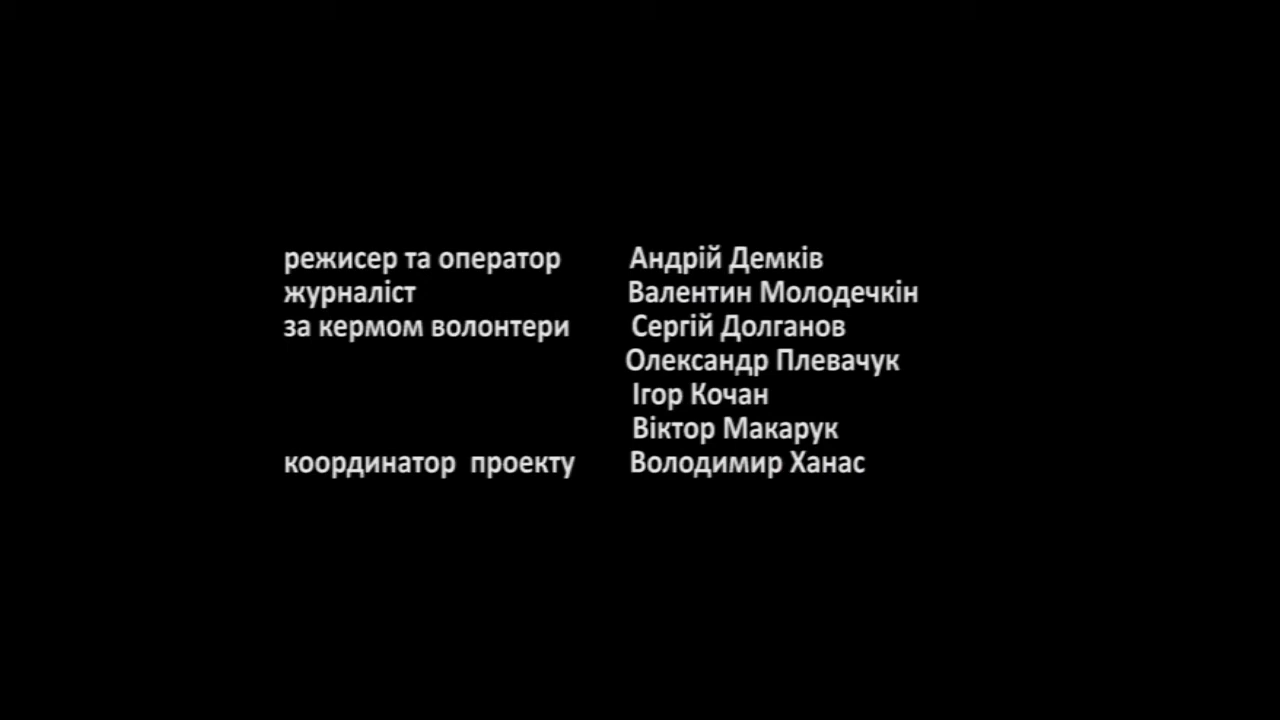 режисер та оператор Андрій Демків
журналіст Валентин Молодечкін
за кермом волонтери Сергій Долганов
Олександр Плевачук
Ігор Кочан
Віктор Макарук
координатор проекту Володимир Ханас